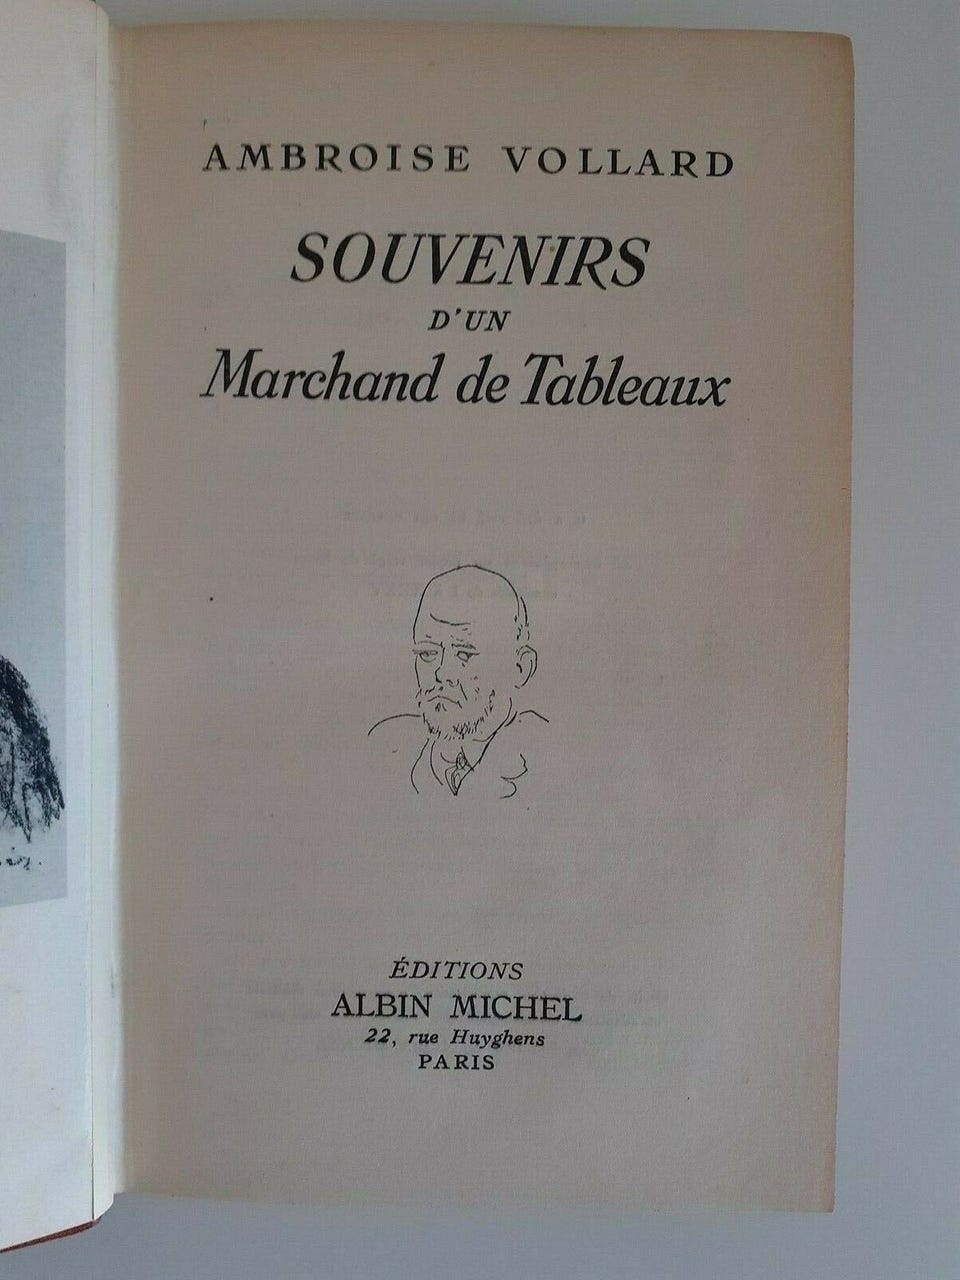 AMBROISE VOLLARD
SOUVENIRS
D'UN
Marchand de Tableaux
ÉDITIONS
ALBIN MICHEL
22, rue Huyghens
PARIS